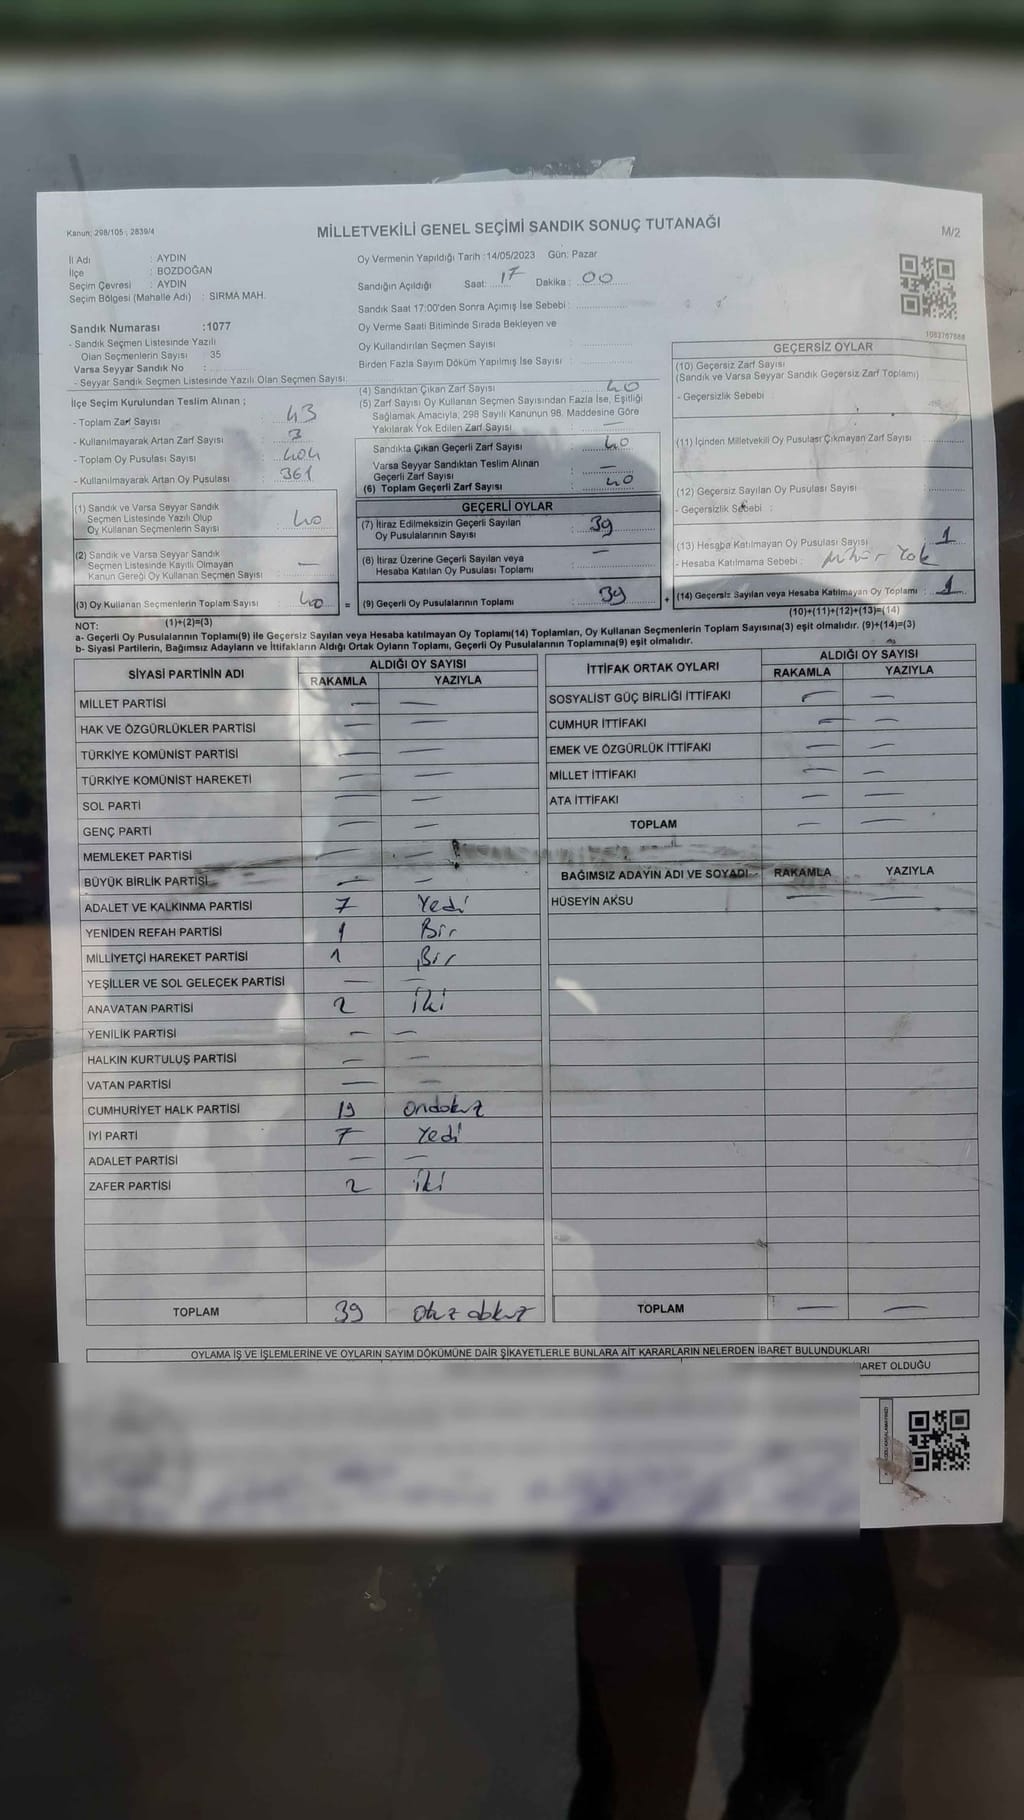 Kanun; 298/105 , 2839/4
MİLLETVEKİLİ GENEL SEÇİMİ SANDIK SONUÇ TUTANAĞI
M/2
İl Adı : AYDIN
İlçe : BOZDOĞAN
Seçim Çevresi : AYDIN
Seçim Bölgesi (Mahalle Adı) : SIRMA MAH.
Sandık Numarası :1077
- Sandık Seçmen Listesinde Yazılı
Olan Seçmenlerin Sayısı 35
Varsa Seyyar Sandık No :
- Seyyar Sandık Seçmen Listesinde Yazılı Olan Seçmen Sayısı:
İlçe Seçim Kurulundan Teslim Alınan ;
- Toplam Zarf Sayısı : 43
- Kullanılmayarak Artan Zarf Sayısı : 3
- Toplam Oy Pusulası Sayısı : 404
- Kullanılmayarak Artan Oy Pusulası : 361
(1) Sandık ve Varsa Seyyar Sandık
Seçmen Listesinde Yazılı Olup
Oy Kullanan Seçmenlerin Sayısı : 40
(2) Sandık ve Varsa Seyyar Sandık
Seçmen Listesinde Kayıtlı Olmayan
Kanun Gereği Oy Kullanan Seçmen Sayısı : —
(3) Oy Kullanan Seçmenlerin Toplam Sayısı : 40
(1)+(2)=(3)
Oy Vermenin Yapıldığı Tarih :14/05/2023 Gün: Pazar
Sandığın Açıldığı Saat: 17 Dakika : 00
Sandık Saat 17:00'den Sonra Açımış İse Sebebi :
Oy Verme Saati Bitiminde Sırada Bekleyen ve
Oy Kullandırılan Seçmen Sayısı :
Birden Fazla Sayım Döküm Yapılmış İse Sayısı :
(4) Sandıktan Çıkan Zarf Sayısı : 40
(5) Zarf Sayısı Oy Kullanan Seçmen Sayısından Fazla İse, Eşitliği
Sağlamak Amacıyla, 298 Sayılı Kanunun 98. Maddesine Göre
Yakılarak Yok Edilen Zarf Sayısı : —
Sandıkta Çıkan Geçerli Zarf Sayısı : 40
Varsa Seyyar Sandıktan Teslim Alınan
Geçerli Zarf Sayısı : —
(6) Toplam Geçerli Zarf Sayısı : 40
GEÇERLİ OYLAR
(7) İtiraz Edilmeksizin Geçerli Sayılan
Oy Pusulalarının Sayısı : 39
(8) İtiraz Üzerine Geçerli Sayılan veya
Hesaba Katılan Oy Pusulası Toplamı : —
= (9) Geçerli Oy Pusulalarının Toplamı : 39 +
1083767888
GEÇERSİZ OYLAR
(10) Geçersiz Zarf Sayısı :
(Sandık ve Varsa Seyyar Sandık Geçersiz Zarf Toplamı)
- Geçersizlik Sebebi :
(11) İçinden Milletvekili Oy Pusulası Çıkmayan Zarf Sayısı :
(12) Geçersiz Sayılan Oy Pusulası Sayısı :
- Geçersizlik Sebebi :
(13) Hesaba Katılmayan Oy Pusulası Sayısı : 1
- Hesaba Katılmama Sebebi : Mühür Yok
(14) Geçersiz Sayılan veya Hesaba Katılmayan Oy Toplamı : 1
(10)+(11)+(12)+(13)=(14)
NOT:
a- Geçerli Oy Pusulalarının Toplamı(9) ile Geçersiz Sayılan veya Hesaba katılmayan Oy Toplamı(14) Toplamları, Oy Kullanan Seçmenlerin Toplam Sayısına(3) eşit olmalıdır. (9)+(14)=(3)
b- Siyasi Partilerin, Bağımsız Adayların ve İttifakların Aldığı Ortak Oyların Toplamı, Geçerli Oy Pusulalarının Toplamına(9) eşit olmalıdır.
SİYASİ PARTİNİN ADI ALDIĞI OY SAYISI
RAKAMLA YAZIYLA
MİLLET PARTİSİ — —
HAK VE ÖZGÜRLÜKLER PARTİSİ — —
TÜRKİYE KOMÜNİST PARTİSİ — —
TÜRKİYE KOMÜNİST HAREKETİ — —
SOL PARTİ — —
GENÇ PARTİ — —
MEMLEKET PARTİSİ — —
BÜYÜK BİRLİK PARTİSİ — —
ADALET VE KALKINMA PARTİSİ 7 Yedi
YENİDEN REFAH PARTİSİ 1 Bir
MİLLİYETÇİ HAREKET PARTİSİ 1 Bir
YEŞİLLER VE SOL GELECEK PARTİSİ — —
ANAVATAN PARTİSİ 2 iki
YENİLİK PARTİSİ — —
HALKIN KURTULUŞ PARTİSİ — —
VATAN PARTİSİ — —
CUMHURİYET HALK PARTİSİ 19 ondokuz
İYİ PARTİ 7 Yedi
ADALET PARTİSİ — —
ZAFER PARTİSİ 2 iki
TOPLAM 39 otuz dokuz
İTTİFAK ORTAK OYLARI ALDIĞI OY SAYISI
RAKAMLA YAZIYLA
SOSYALİST GÜÇ BİRLİĞİ İTTİFAKI — —
CUMHUR İTTİFAKI — —
EMEK VE ÖZGÜRLÜK İTTİFAKI — —
MİLLET İTTİFAKI — —
ATA İTTİFAKI — —
TOPLAM — —
BAĞIMSIZ ADAYIN ADI VE SOYADI RAKAMLA YAZIYLA
HÜSEYİN AKSU — —
TOPLAM — —
OYLAMA İŞ VE İŞLEMLERİNE VE OYLARIN SAYIM DÖKÜMÜNE DAİR ŞİKAYETLERLE BUNLARA AİT KARARLARIN NELERDEN İBARET BULUNDUKLARI
BARET OLDUĞU